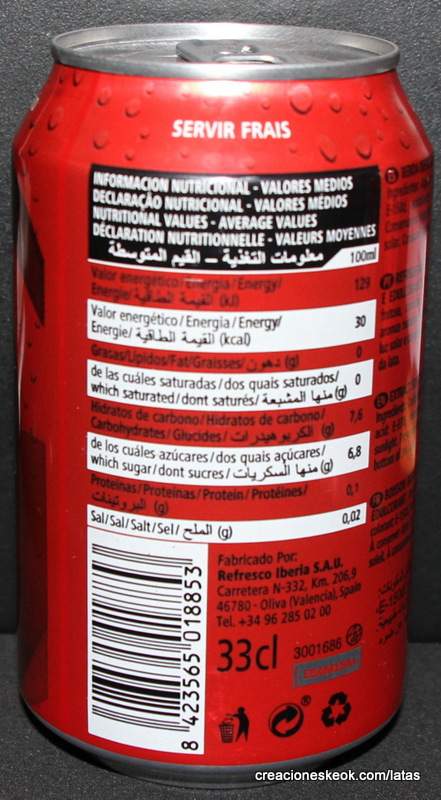 SERVIR FRAIS
INFORMACION NUTRICIONAL - VALORES MEDIOS
DECLARAÇÃO NUTRICIONAL - VALORES MÉDIOS
NUTRITIONAL VALUES - AVERAGE VALUES
DÉCLARATION NUTRITIONNELLE - VALEURS MOYENNES
معلومات التغذية – القيم المتوسطة 100ml
Valor energético/Energia/Energy/ 129
Energie/القيمة الطاقية (kJ)
Valor energético/Energia/Energy/ 30
Energie/القيمة الطاقية (kcal)
Grasas/Lípidos/Fat/Graisses/دهون (g) 0
de las cuáles saturadas/dos quais saturados/ 0
which saturated/dont saturés/منها المشبعة (g)
Hidratos de carbono/Hidratos de carbono/ 7,6
Carbohydrates/Glucides/الكربوهيدرات (g)
de los cuáles azúcares/dos quais açúcares/ 6,8
which sugar/dont sucres/منها السكريات (g)
Proteinas/Proteinas/Protein/Protéines/ 0,1
البروتينات (g)
Sal/Sal/Salt/Sel/الملح (g) 0,02
8 423565 018853
Fabricado Por:
Refresco Iberia S.A.U.
Carretera N-332, Km. 206,9
46780 - Oliva (Valencia), Spain
Tel. +34 96 285 02 00
33cl
3001686
creacioneskeok.com/latas